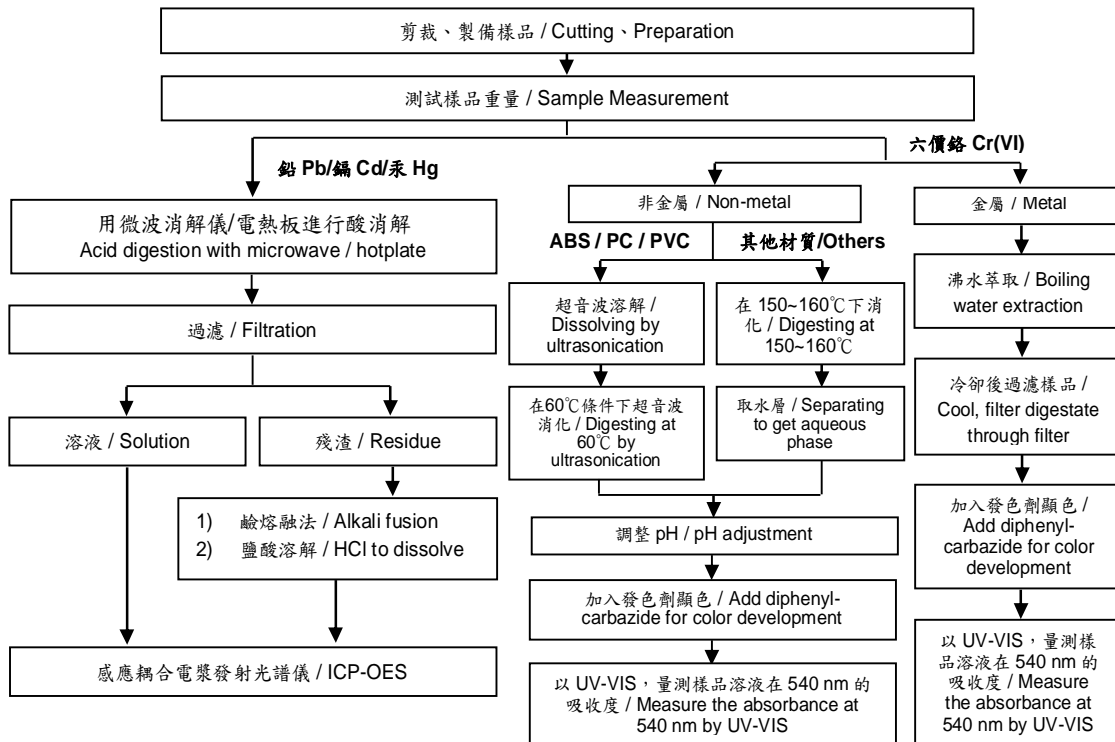 剪裁、製備樣品 / Cutting、Preparation
測試樣品重量 / Sample Measurement
鉛 Pb/鎘 Cd/汞 Hg
六價鉻 Cr(VI)
用微波消解儀/電熱板進行酸消解
Acid digestion with microwave / hotplate
過濾 / Filtration
溶液 / Solution
殘渣 / Residue
1) 鹼熔融法 / Alkali fusion
2) 鹽酸溶解 / HCl to dissolve
感應耦合電漿發射光譜儀 / ICP-OES
非金屬 / Non-metal
ABS / PC / PVC
其他材質/Others
超音波溶解 /
Dissolving by
ultrasonication
在60℃條件下超音波
消化 / Digesting at
60℃ by
ultrasonication
在 150~160℃下消
化 / Digesting at
150~160℃
取水層 / Separating
to get aqueous
phase
調整 pH / pH adjustment
加入發色劑顯色 / Add diphenyl-
carbazide for color development
以 UV-VIS，量測樣品溶液在 540 nm 的
吸收度 / Measure the absorbance at
540 nm by UV-VIS
金屬 / Metal
沸水萃取 / Boiling
water extraction
冷卻後過濾樣品 /
Cool, filter digestate
through filter
加入發色劑顯色 /
Add diphenyl-
carbazide for color
development
以 UV-VIS，量測樣
品溶液在 540 nm 的
吸收度 / Measure
the absorbance at
540 nm by UV-VIS